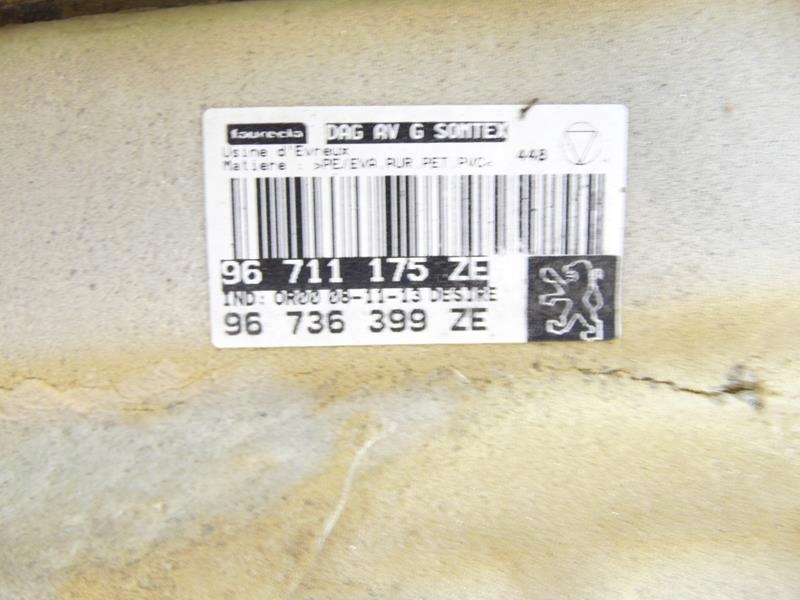 faurecia DAG AV G SOMTEX
Usine d'Evreux
Matiere : >PE/EVA.PUR.PET.PVC< 448
96 711 175 ZE
IND: OR00 08-11-13 DESIRE
96 736 399 ZE